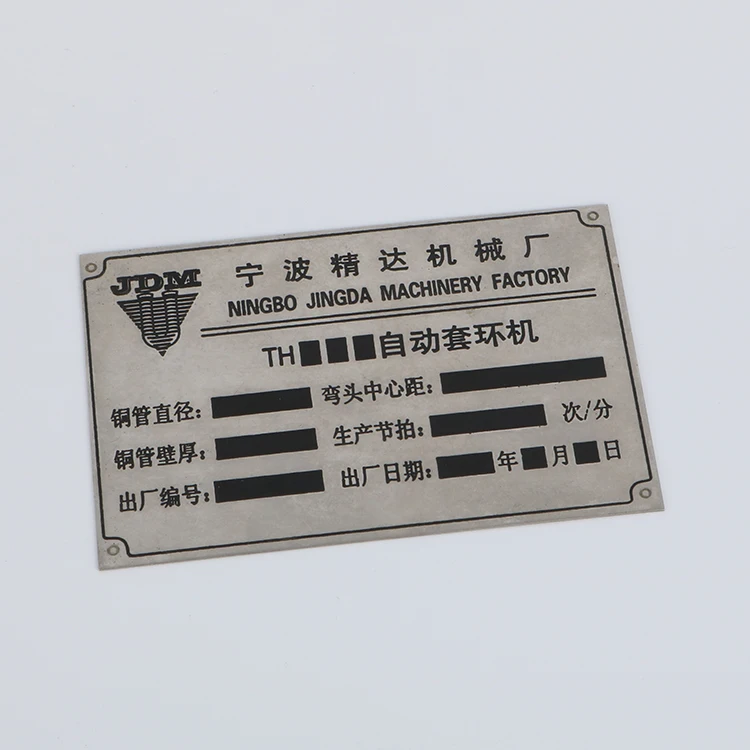 JDM
宁波精达机械厂
NINGBO JINGDA MACHINERY FACTORY
TH■■■自动套环机
铜管直径: 弯头中心距:
铜管壁厚: 生产节拍: 次/分
出厂编号: 出厂日期: 年■月■日